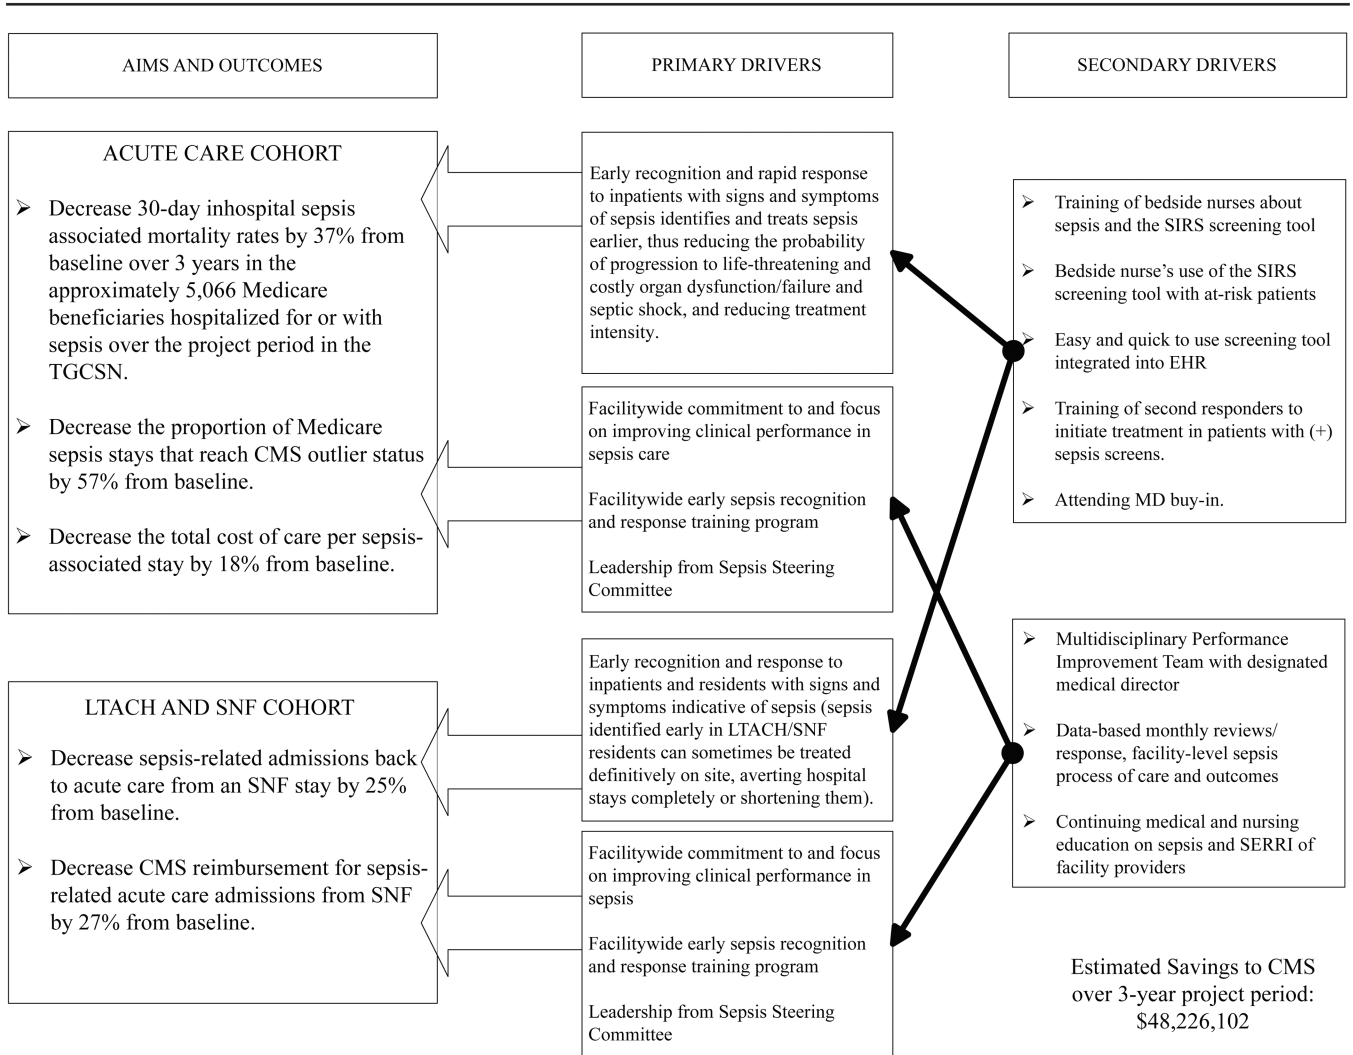 AIMS AND OUTCOMES
PRIMARY DRIVERS
SECONDARY DRIVERS
ACUTE CARE COHORT
➢ Decrease 30-day inhospital sepsis
associated mortality rates by 37% from
baseline over 3 years in the
approximately 5,066 Medicare
beneficiaries hospitalized for or with
sepsis over the project period in the
TGCSN.
➢ Decrease the proportion of Medicare
sepsis stays that reach CMS outlier status
by 57% from baseline.
➢ Decrease the total cost of care per sepsis-
associated stay by 18% from baseline.
LTACH AND SNF COHORT
➢ Decrease sepsis-related admissions back
to acute care from an SNF stay by 25%
from baseline.
➢ Decrease CMS reimbursement for sepsis-
related acute care admissions from SNF
by 27% from baseline.
Early recognition and rapid response
to inpatients with signs and symptoms
of sepsis identifies and treats sepsis
earlier, thus reducing the probability
of progression to life-threatening and
costly organ dysfunction/failure and
septic shock, and reducing treatment
intensity.
Facilitywide commitment to and focus
on improving clinical performance in
sepsis care
Facilitywide early sepsis recognition
and response training program
Leadership from Sepsis Steering
Committee
Early recognition and response to
inpatients and residents with signs and
symptoms indicative of sepsis (sepsis
identified early in LTACH/SNF
residents can sometimes be treated
definitively on site, averting hospital
stays completely or shortening them).
Facilitywide commitment to and focus
on improving clinical performance in
sepsis
Facilitywide early sepsis recognition
and response training program
Leadership from Sepsis Steering
Committee
➢ Training of bedside nurses about
sepsis and the SIRS screening tool
➢ Bedside nurse’s use of the SIRS
screening tool with at-risk patients
➢ Easy and quick to use screening tool
integrated into EHR
➢ Training of second responders to
initiate treatment in patients with (+)
sepsis screens.
➢ Attending MD buy-in.
➢ Multidisciplinary Performance
Improvement Team with designated
medical director
➢ Data-based monthly reviews/
response, facility-level sepsis
process of care and outcomes
➢ Continuing medical and nursing
education on sepsis and SERRI of
facility providers
Estimated Savings to CMS
over 3-year project period:
$48,226,102